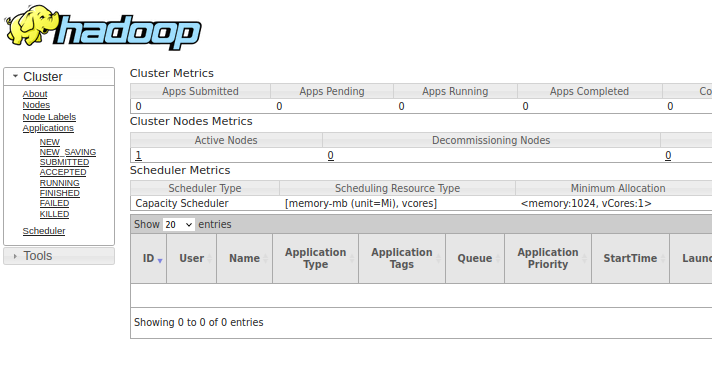 hadoop
Cluster
About
Nodes
Node Labels
Applications
NEW
NEW_SAVING
SUBMITTED
ACCEPTED
RUNNING
FINISHED
FAILED
KILLED
Scheduler
Tools
Cluster Metrics
Apps Submitted Apps Pending Apps Running Apps Completed Co
0 0 0 0 0
Cluster Nodes Metrics
Active Nodes Decommissioning Nodes
1 0 0
Scheduler Metrics
Scheduler Type Scheduling Resource Type Minimum Allocation
Capacity Scheduler [memory-mb (unit=Mi), vcores] <memory:1024, vCores:1>
Show 20 entries
ID User Name Application Type Application Tags Queue Application Priority StartTime Launc
Showing 0 to 0 of 0 entries